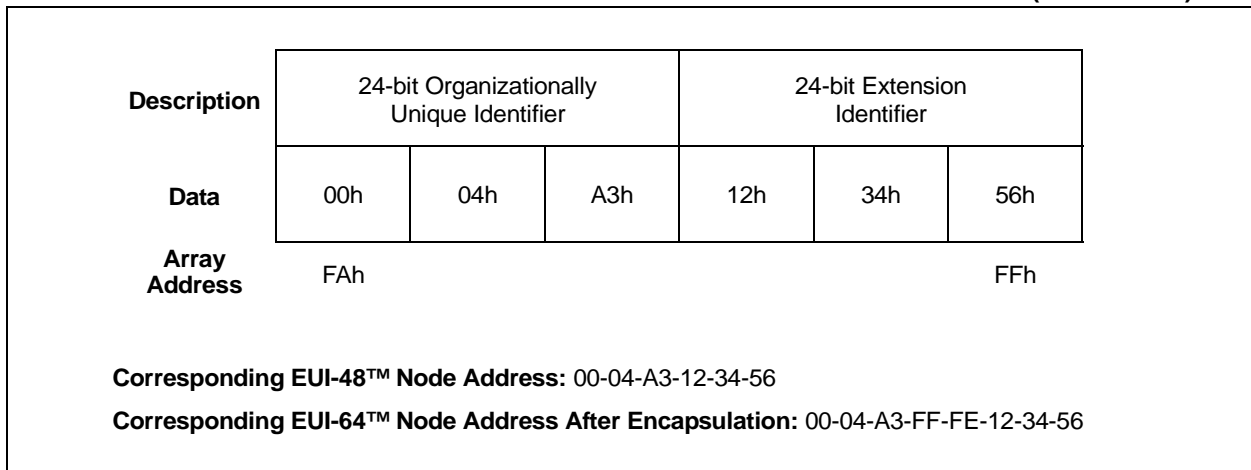 Description
24-bit Organizationally
Unique Identifier
24-bit Extension
Identifier
Data
00h
04h
A3h
12h
34h
56h
Array
Address
FAh
FFh
Corresponding EUI-48™ Node Address: 00-04-A3-12-34-56
Corresponding EUI-64™ Node Address After Encapsulation: 00-04-A3-FF-FE-12-34-56